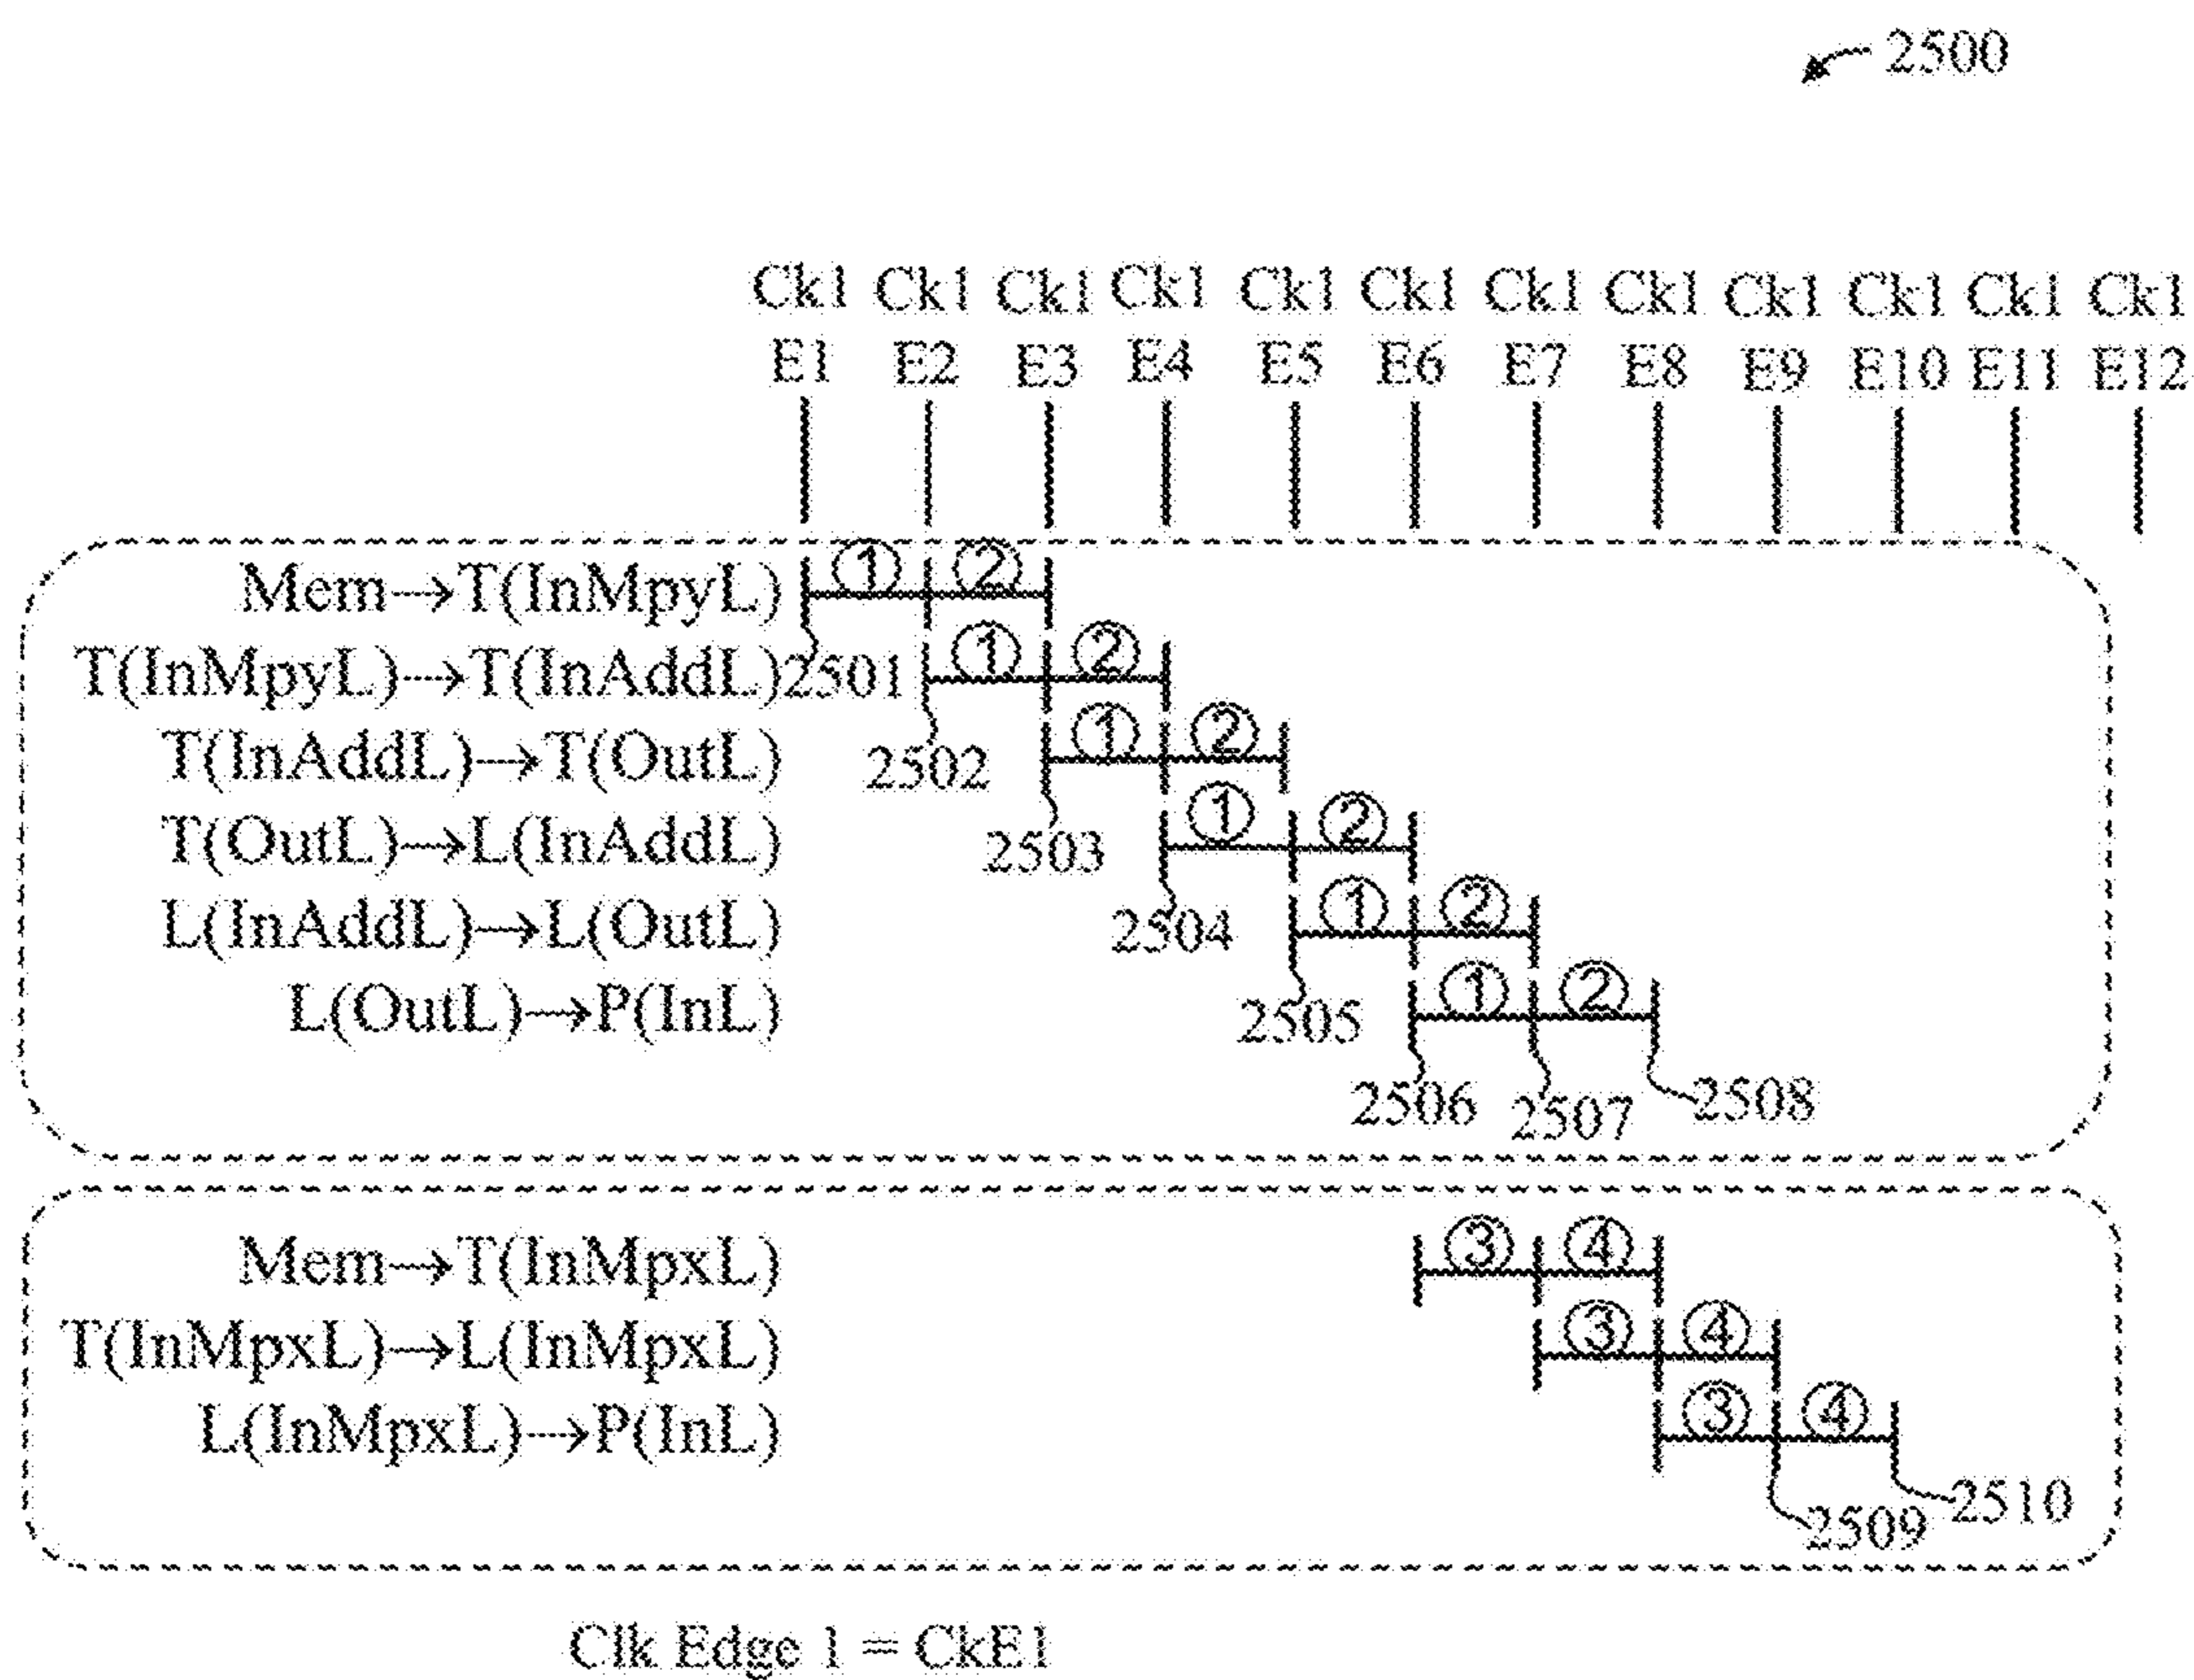 2500
Ck1 Ck1 Ck1 Ck1 Ck1 Ck1 Ck1 Ck1 Ck1 Ck1 Ck1 Ck1
E1 E2 E3 E4 E5 E6 E7 E8 E9 E10 E11 E12
Mem→T(InMpyL) ① ②
T(InMpyL)→T(InAddL) 2501 ① ②
T(InAddL)→T(OutL) 2502 ① ②
T(OutL)→L(InAddL) 2503 ① ②
L(InAddL)→L(OutL) 2504 ① ②
L(OutL)→P(InL) 2505 ① ②
2506 2507 2508
Mem→T(InMpxL) ③ ④
T(InMpxL)→L(InMpxL) ③ ④
L(InMpxL)→P(InL) ③ ④
2509 2510
Clk Edge 1 = CkE1